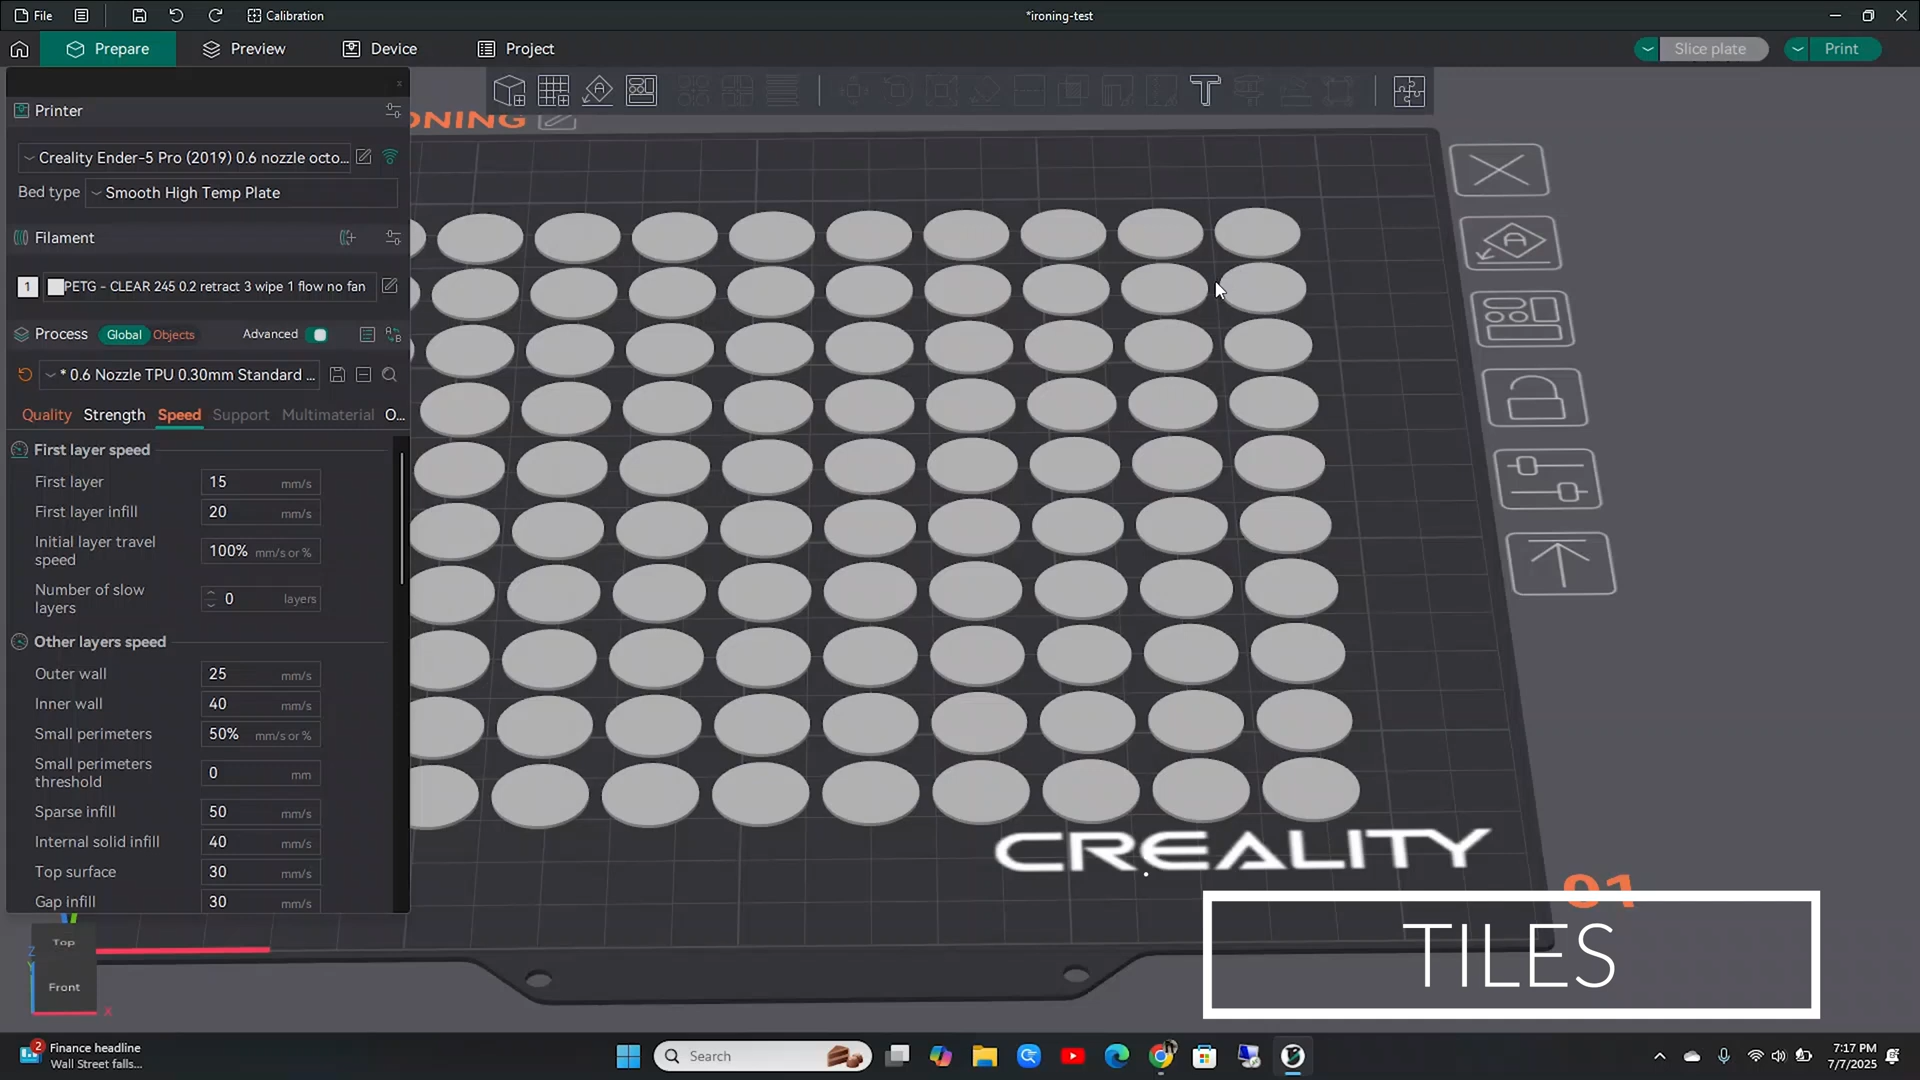 File
Calibration
*ironing-test
Prepare
Preview
Device
Project
Slice plate
Print
Printer
ONING
Creality Ender-5 Pro (2019) 0.6 nozzle octo...
Bed type
Smooth High Temp Plate
Filament
1
PETG - CLEAR 245 0.2 retract 3 wipe 1 flow no fan
Process
Global
Objects
Advanced
* 0.6 Nozzle TPU 0.30mm Standard ...
Quality
Strength
Speed
Support
Multimaterial
O...
First layer speed
First layer 15 mm/s
First layer infill 20 mm/s
Initial layer travel
speed
100% mm/s or %
Number of slow
layers
0 layers
Other layers speed
Outer wall 25 mm/s
Inner wall 40 mm/s
Small perimeters 50% mm/s or %
Small perimeters
threshold
0 mm
Sparse infill 50 mm/s
Internal solid infill 40 mm/s
Top surface 30 mm/s
Gap infill 30 mm/s
CREALITY
01
TILES
Top
Front
Z
Y
X
2
Finance headline
Wall Street falls...
Search
7:17 PM
7/7/2025